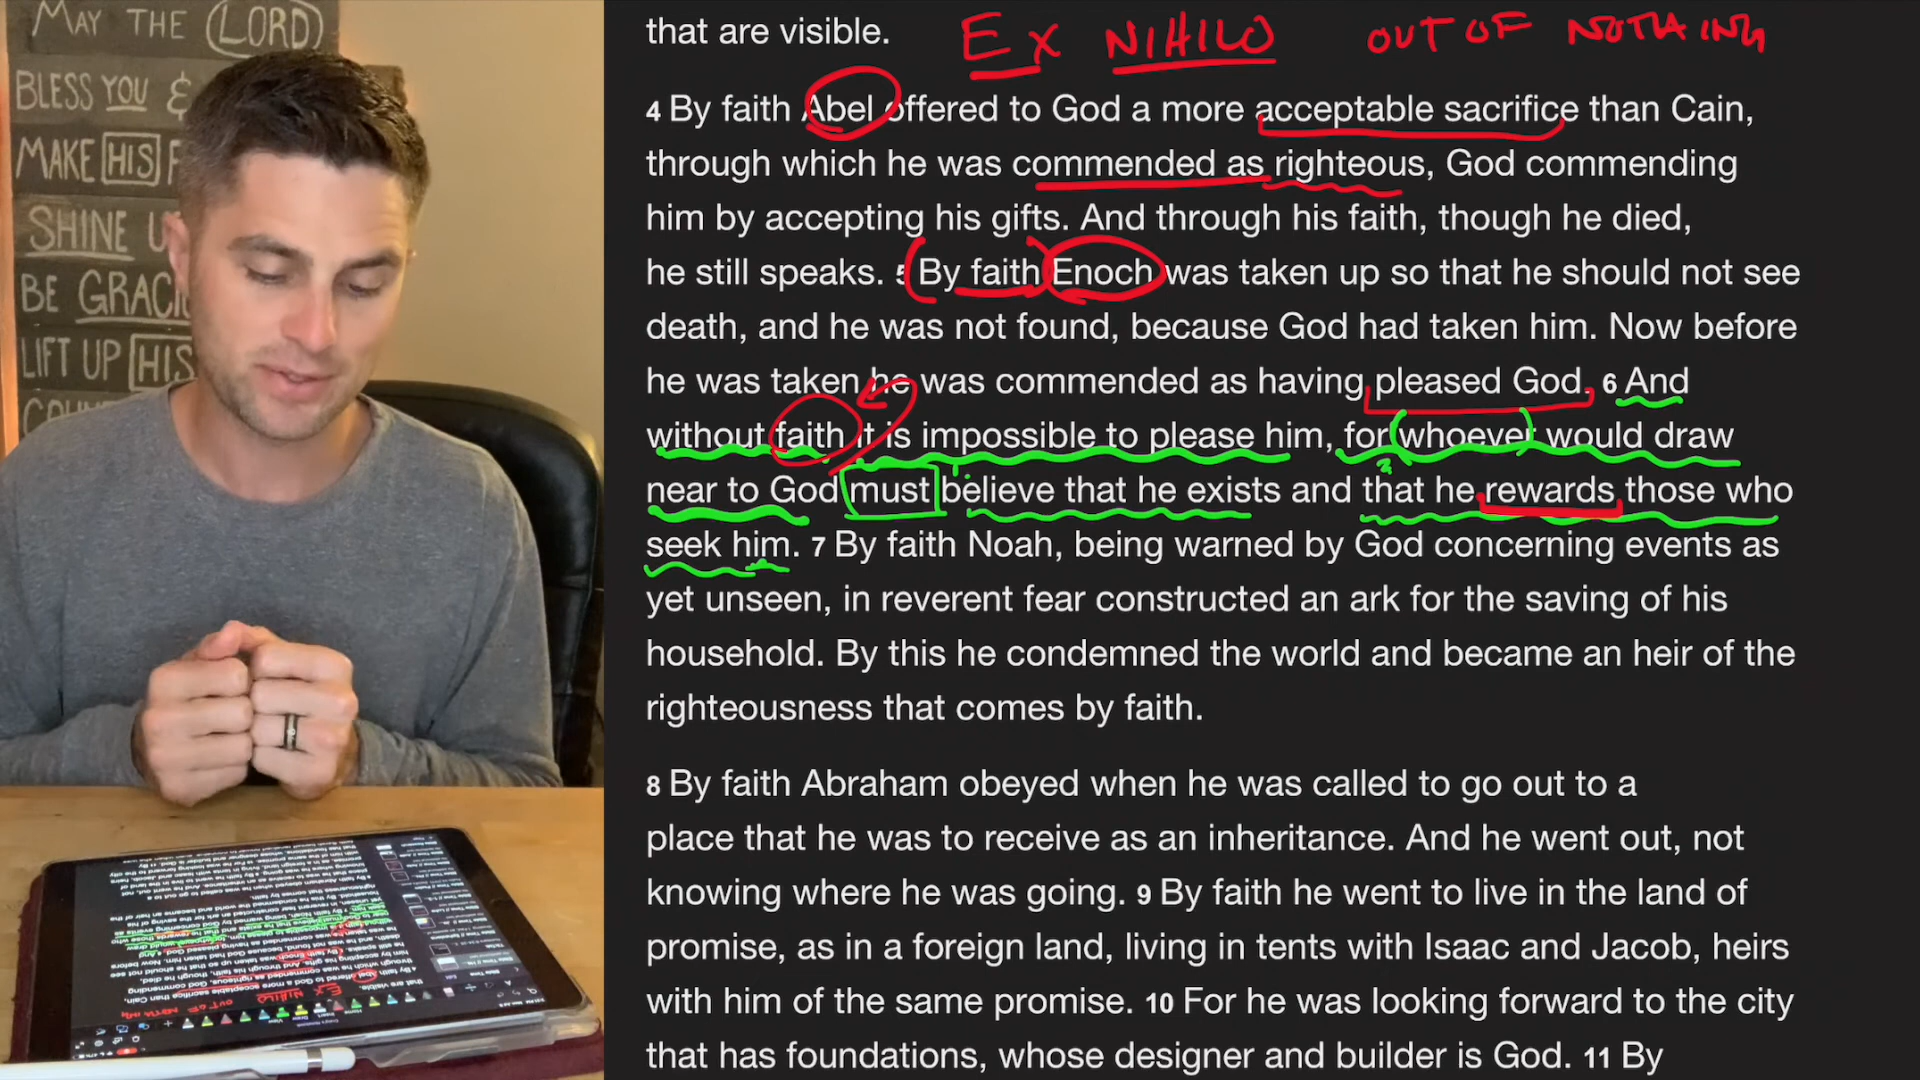 MAY THE LORD
BLESS YOU &
MAKE HIS F
SHINE U
BE GRACI
LIFT UP HIS
COUN
that are visible. EX NIHILO OUT OF NOTHING
4 By faith Abel offered to God a more acceptable sacrifice than Cain,
through which he was commended as righteous, God commending
him by accepting his gifts. And through his faith, though he died,
he still speaks. 5 By faith Enoch was taken up so that he should not see
death, and he was not found, because God had taken him. Now before
he was taken he was commended as having pleased God. 6 And
without faith it is impossible to please him, for whoever would draw
near to God must believe that he exists and that he rewards those who
seek him. 7 By faith Noah, being warned by God concerning events as
yet unseen, in reverent fear constructed an ark for the saving of his
household. By this he condemned the world and became an heir of the
righteousness that comes by faith.
8 By faith Abraham obeyed when he was called to go out to a
place that he was to receive as an inheritance. And he went out, not
knowing where he was going. 9 By faith he went to live in the land of
promise, as in a foreign land, living in tents with Isaac and Jacob, heirs
with him of the same promise. 10 For he was looking forward to the city
that has foundations, whose designer and builder is God. 11 By